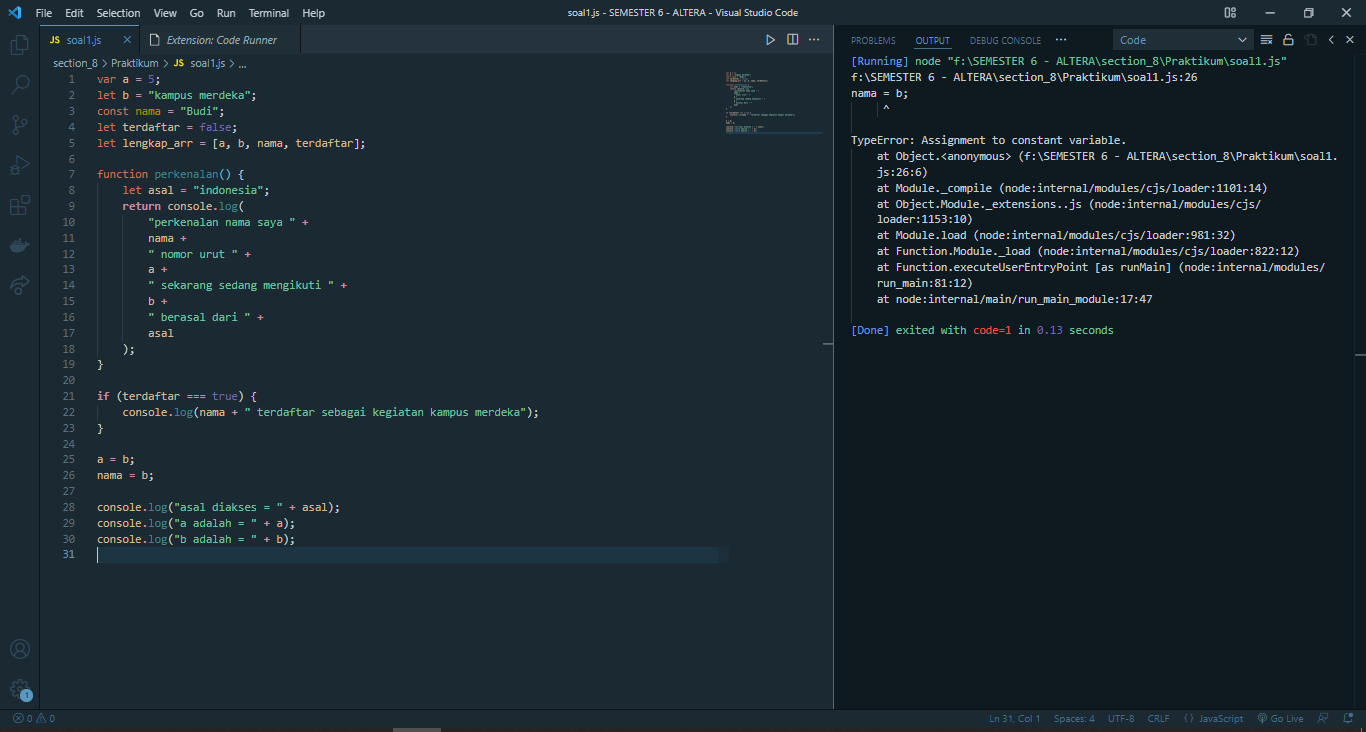 File Edit Selection View Go Run Terminal Help soal1.js - SEMESTER 6 - ALTERA - Visual Studio Code
JS soal1.js Extension: Code Runner
section_8 > Praktikum > JS soal1.js > ...
1 var a = 5;
2 let b = "kampus merdeka";
3 const nama = "Budi";
4 let terdaftar = false;
5 let lengkap_arr = [a, b, nama, terdaftar];
6
7 function perkenalan() {
8 let asal = "indonesia";
9 return console.log(
10 "perkenalan nama saya " +
11 nama +
12 " nomor urut " +
13 a +
14 " sekarang sedang mengikuti " +
15 b +
16 " berasal dari " +
17 asal
18 );
19 }
20
21 if (terdaftar === true) {
22 console.log(nama + " terdaftar sebagai kegiatan kampus merdeka");
23 }
24
25 a = b;
26 nama = b;
27
28 console.log("asal diakses = " + asal);
29 console.log("a adalah = " + a);
30 console.log("b adalah = " + b);
31
PROBLEMS OUTPUT DEBUG CONSOLE ... Code
[Running] node "f:\SEMESTER 6 - ALTERA\section_8\Praktikum\soal1.js"
f:\SEMESTER 6 - ALTERA\section_8\Praktikum\soal1.js:26
nama = b;
^
TypeError: Assignment to constant variable.
at Object.<anonymous> (f:\SEMESTER 6 - ALTERA\section_8\Praktikum\soal1.
js:26:6)
at Module._compile (node:internal/modules/cjs/loader:1101:14)
at Object.Module._extensions..js (node:internal/modules/cjs/
loader:1153:10)
at Module.load (node:internal/modules/cjs/loader:981:32)
at Function.Module._load (node:internal/modules/cjs/loader:822:12)
at Function.executeUserEntryPoint [as runMain] (node:internal/modules/
run_main:81:12)
at node:internal/main/run_main_module:17:47
[Done] exited with code=1 in 0.13 seconds
1
0 0 Ln 31, Col 1 Spaces: 4 UTF-8 CRLF {} JavaScript Go Live